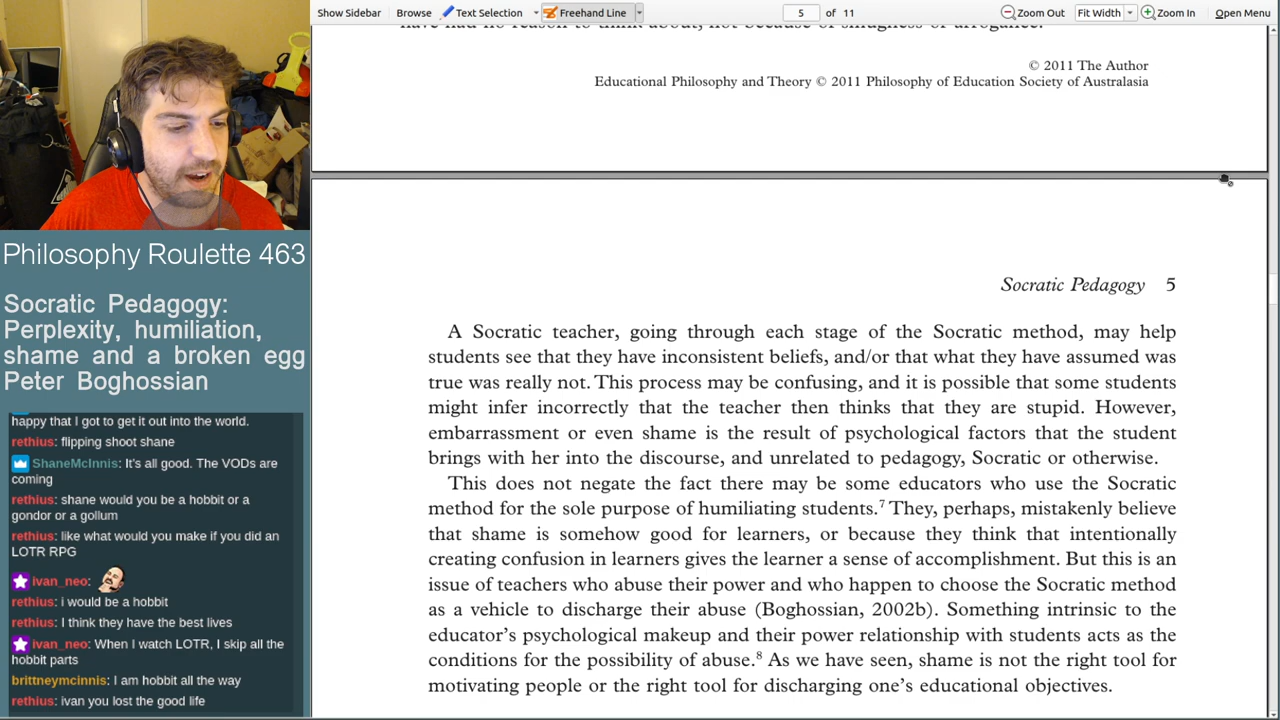 Show Sidebar Browse Text Selection Freehand Line 5 of 11 Zoom Out Fit Width Zoom In Open Menu
have had no reason to think about, not because of smugness or arrogance.
© 2011 The Author
Educational Philosophy and Theory © 2011 Philosophy of Education Society of Australasia
Socratic Pedagogy 5
A Socratic teacher, going through each stage of the Socratic method, may help
students see that they have inconsistent beliefs, and/or that what they have assumed was
true was really not. This process may be confusing, and it is possible that some students
might infer incorrectly that the teacher then thinks that they are stupid. However,
embarrassment or even shame is the result of psychological factors that the student
brings with her into the discourse, and unrelated to pedagogy, Socratic or otherwise.
This does not negate the fact there may be some educators who use the Socratic
method for the sole purpose of humiliating students.7 They, perhaps, mistakenly believe
that shame is somehow good for learners, or because they think that intentionally
creating confusion in learners gives the learner a sense of accomplishment. But this is an
issue of teachers who abuse their power and who happen to choose the Socratic method
as a vehicle to discharge their abuse (Boghossian, 2002b). Something intrinsic to the
educator's psychological makeup and their power relationship with students acts as the
conditions for the possibility of abuse.8 As we have seen, shame is not the right tool for
motivating people or the right tool for discharging one's educational objectives.
Philosophy Roulette 463
Socratic Pedagogy:
Perplexity, humiliation,
shame and a broken egg
Peter Boghossian
happy that I got to get it out into the world.
rethius: flipping shoot shane
ShaneMcInnis: It's all good. The VODs are
coming
rethius: shane would you be a hobbit or a
gondor or a gollum
rethius: like what would you make if you did an
LOTR RPG
ivan_neo:
rethius: i would be a hobbit
rethius: I think they have the best lives
ivan_neo: When I watch LOTR, I skip all the
hobbit parts
brittneymcinnis: I am hobbit all the way
rethius: ivan you lost the good life